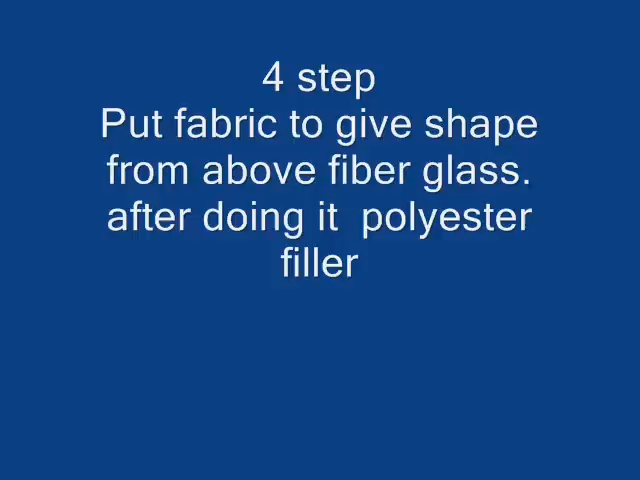 4 step
Put fabric to give shape
from above fiber glass.
after doing it  polyester
filler